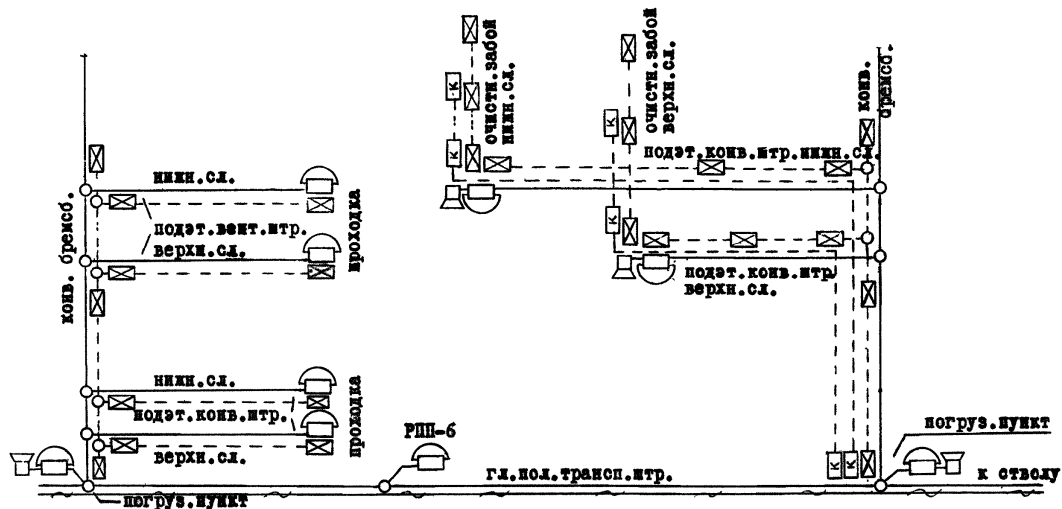 очистн.забой
нижн.сл.
очистн.забой
верхн.сл.
конв.
бремсб.
К
К
К
К
подэт.конв.штр.нижн.сл.
нижн.сл.
подэт.вент.штр.
верхн.сл.
проходка
конв. бремсб.
подэт.конв.штр.
верхн.сл.
нижн.сл.
подэт.конв.штр.
верхн.сл.
проходка
РПП-6
погруз.пункт
К
К
гл.пол.трансп.штр.
к стволу
погруз.пункт